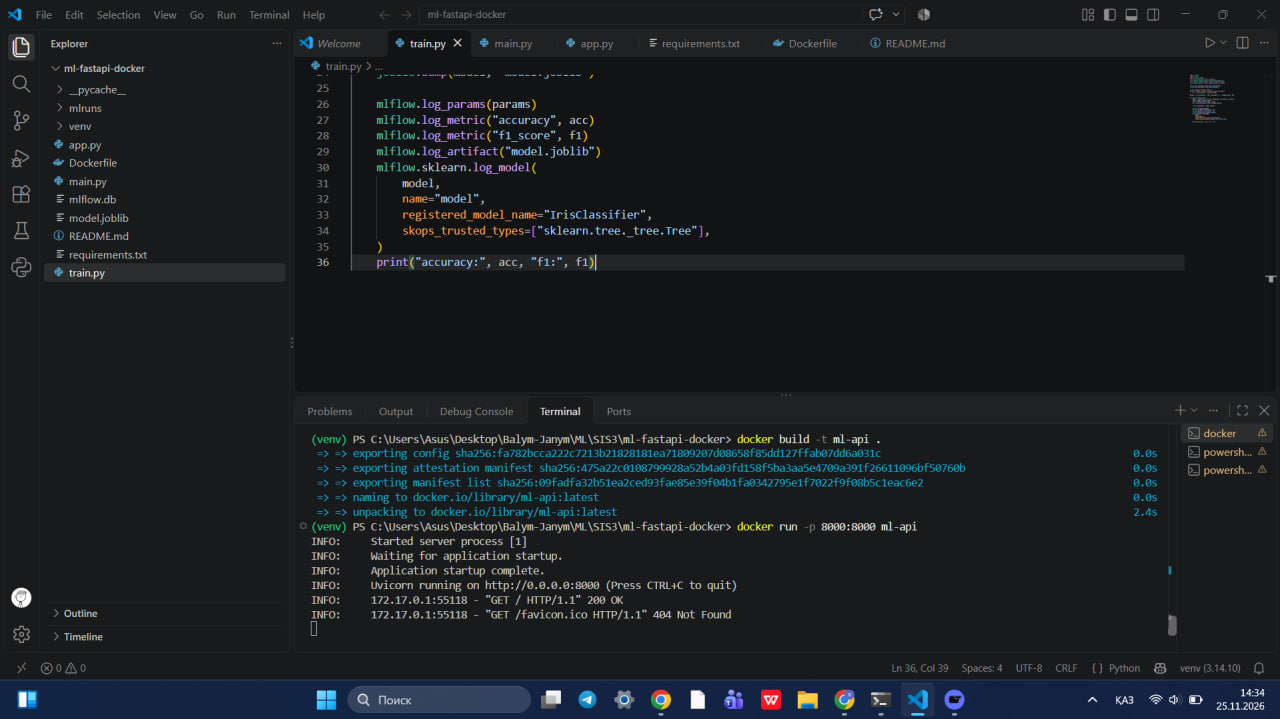 File Edit Selection View Go Run Terminal Help
ml-fastapi-docker
Explorer
Welcome
train.py
main.py
app.py
requirements.txt
Dockerfile
README.md
train.py > ...
ml-fastapi-docker
__pycache__
mlruns
venv
app.py
Dockerfile
main.py
mlflow.db
model.joblib
README.md
requirements.txt
train.py
Outline
Timeline
25
26 mlflow.log_params(params)
27 mlflow.log_metric("accuracy", acc)
28 mlflow.log_metric("f1_score", f1)
29 mlflow.log_artifact("model.joblib")
30 mlflow.sklearn.log_model(
31 model,
32 name="model",
33 registered_model_name="IrisClassifier",
34 skops_trusted_types=["sklearn.tree._tree.Tree"],
35 )
36 print("accuracy:", acc, "f1:", f1)
Problems Output Debug Console Terminal Ports
(venv) PS C:\Users\Asus\Desktop\Balym-Janym\ML\SIS3\ml-fastapi-docker> docker build -t ml-api .
=> => exporting config sha256:fa782bcca222c7213b21828181ea71809207d08658f85dd127ffab07dd6a031c 0.0s
=> => exporting attestation manifest sha256:475a22c0108799928a52b4a03fd158f5ba3aa5e4709a391f26611096bf50760b 0.0s
=> => exporting manifest list sha256:09fadfa32b51ea2ced93fae85e39f04b1fa0342795e1f7022f9f08b5c1eac6e2 0.0s
=> => naming to docker.io/library/ml-api:latest 0.0s
=> => unpacking to docker.io/library/ml-api:latest 2.4s
(venv) PS C:\Users\Asus\Desktop\Balym-Janym\ML\SIS3\ml-fastapi-docker> docker run -p 8000:8000 ml-api
INFO: Started server process [1]
INFO: Waiting for application startup.
INFO: Application startup complete.
INFO: Uvicorn running on http://0.0.0.0:8000 (Press CTRL+C to quit)
INFO: 172.17.0.1:55118 - "GET / HTTP/1.1" 200 OK
INFO: 172.17.0.1:55118 - "GET /favicon.ico HTTP/1.1" 404 Not Found
docker
powersh...
powersh...
0 0
Ln 36, Col 39 Spaces: 4 UTF-8 CRLF { } Python venv (3.14.10)
Поиск
ҚАЗ
14:34
25.11.2026